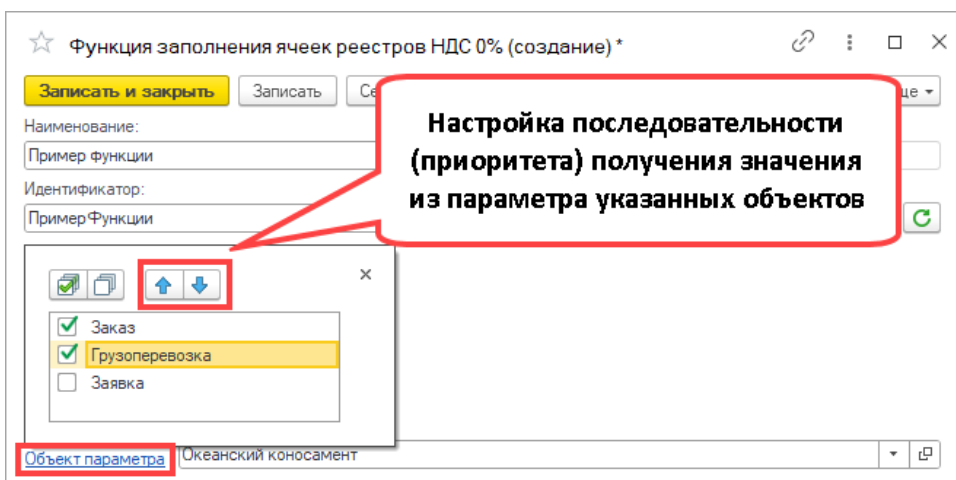 Функция заполнения ячеек реестров НДС 0% (создание) *
Записать и закрыть Записать Се ще
Наименование:
Пример функции
Идентификатор:
ПримерФункции
Настройка последовательности
(приоритета) получения значения
из параметра указанных объектов
Заказ
Грузоперевозка
Заявка
Объект параметра Океанский коносамент